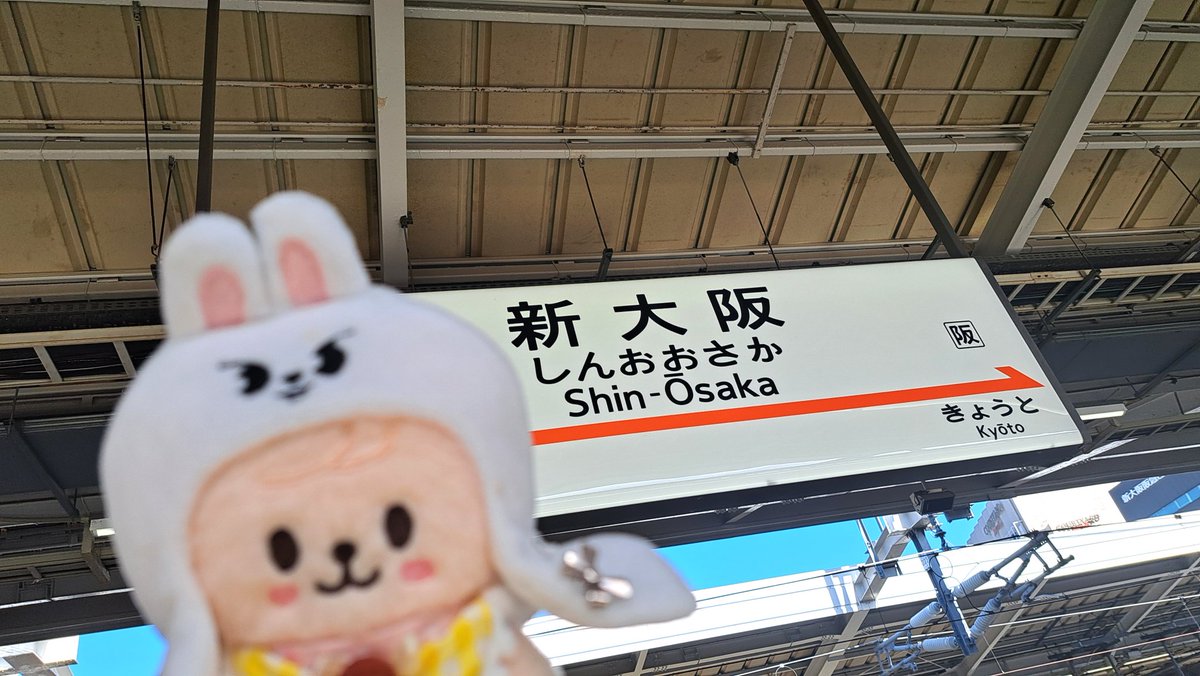 新大阪
しんおおさか
Shin-Ōsaka
阪
きょうと
Kyōto